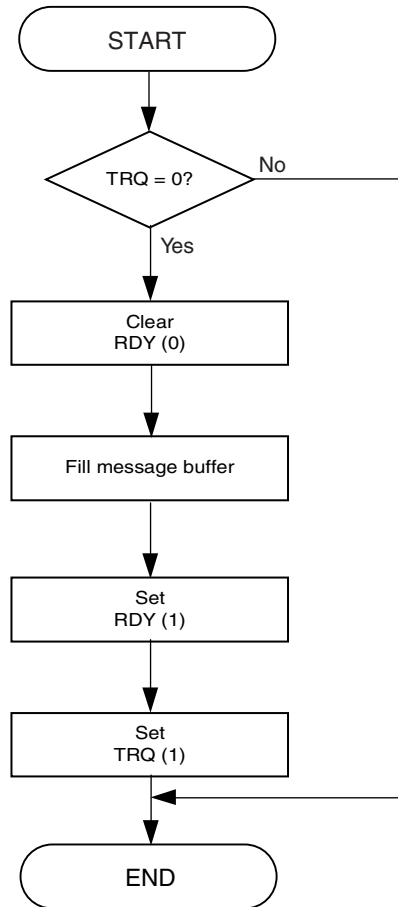 START
TRQ = 0?
No
Yes
Clear
RDY (0)
Fill message buffer
Set
RDY (1)
Set
TRQ (1)
END